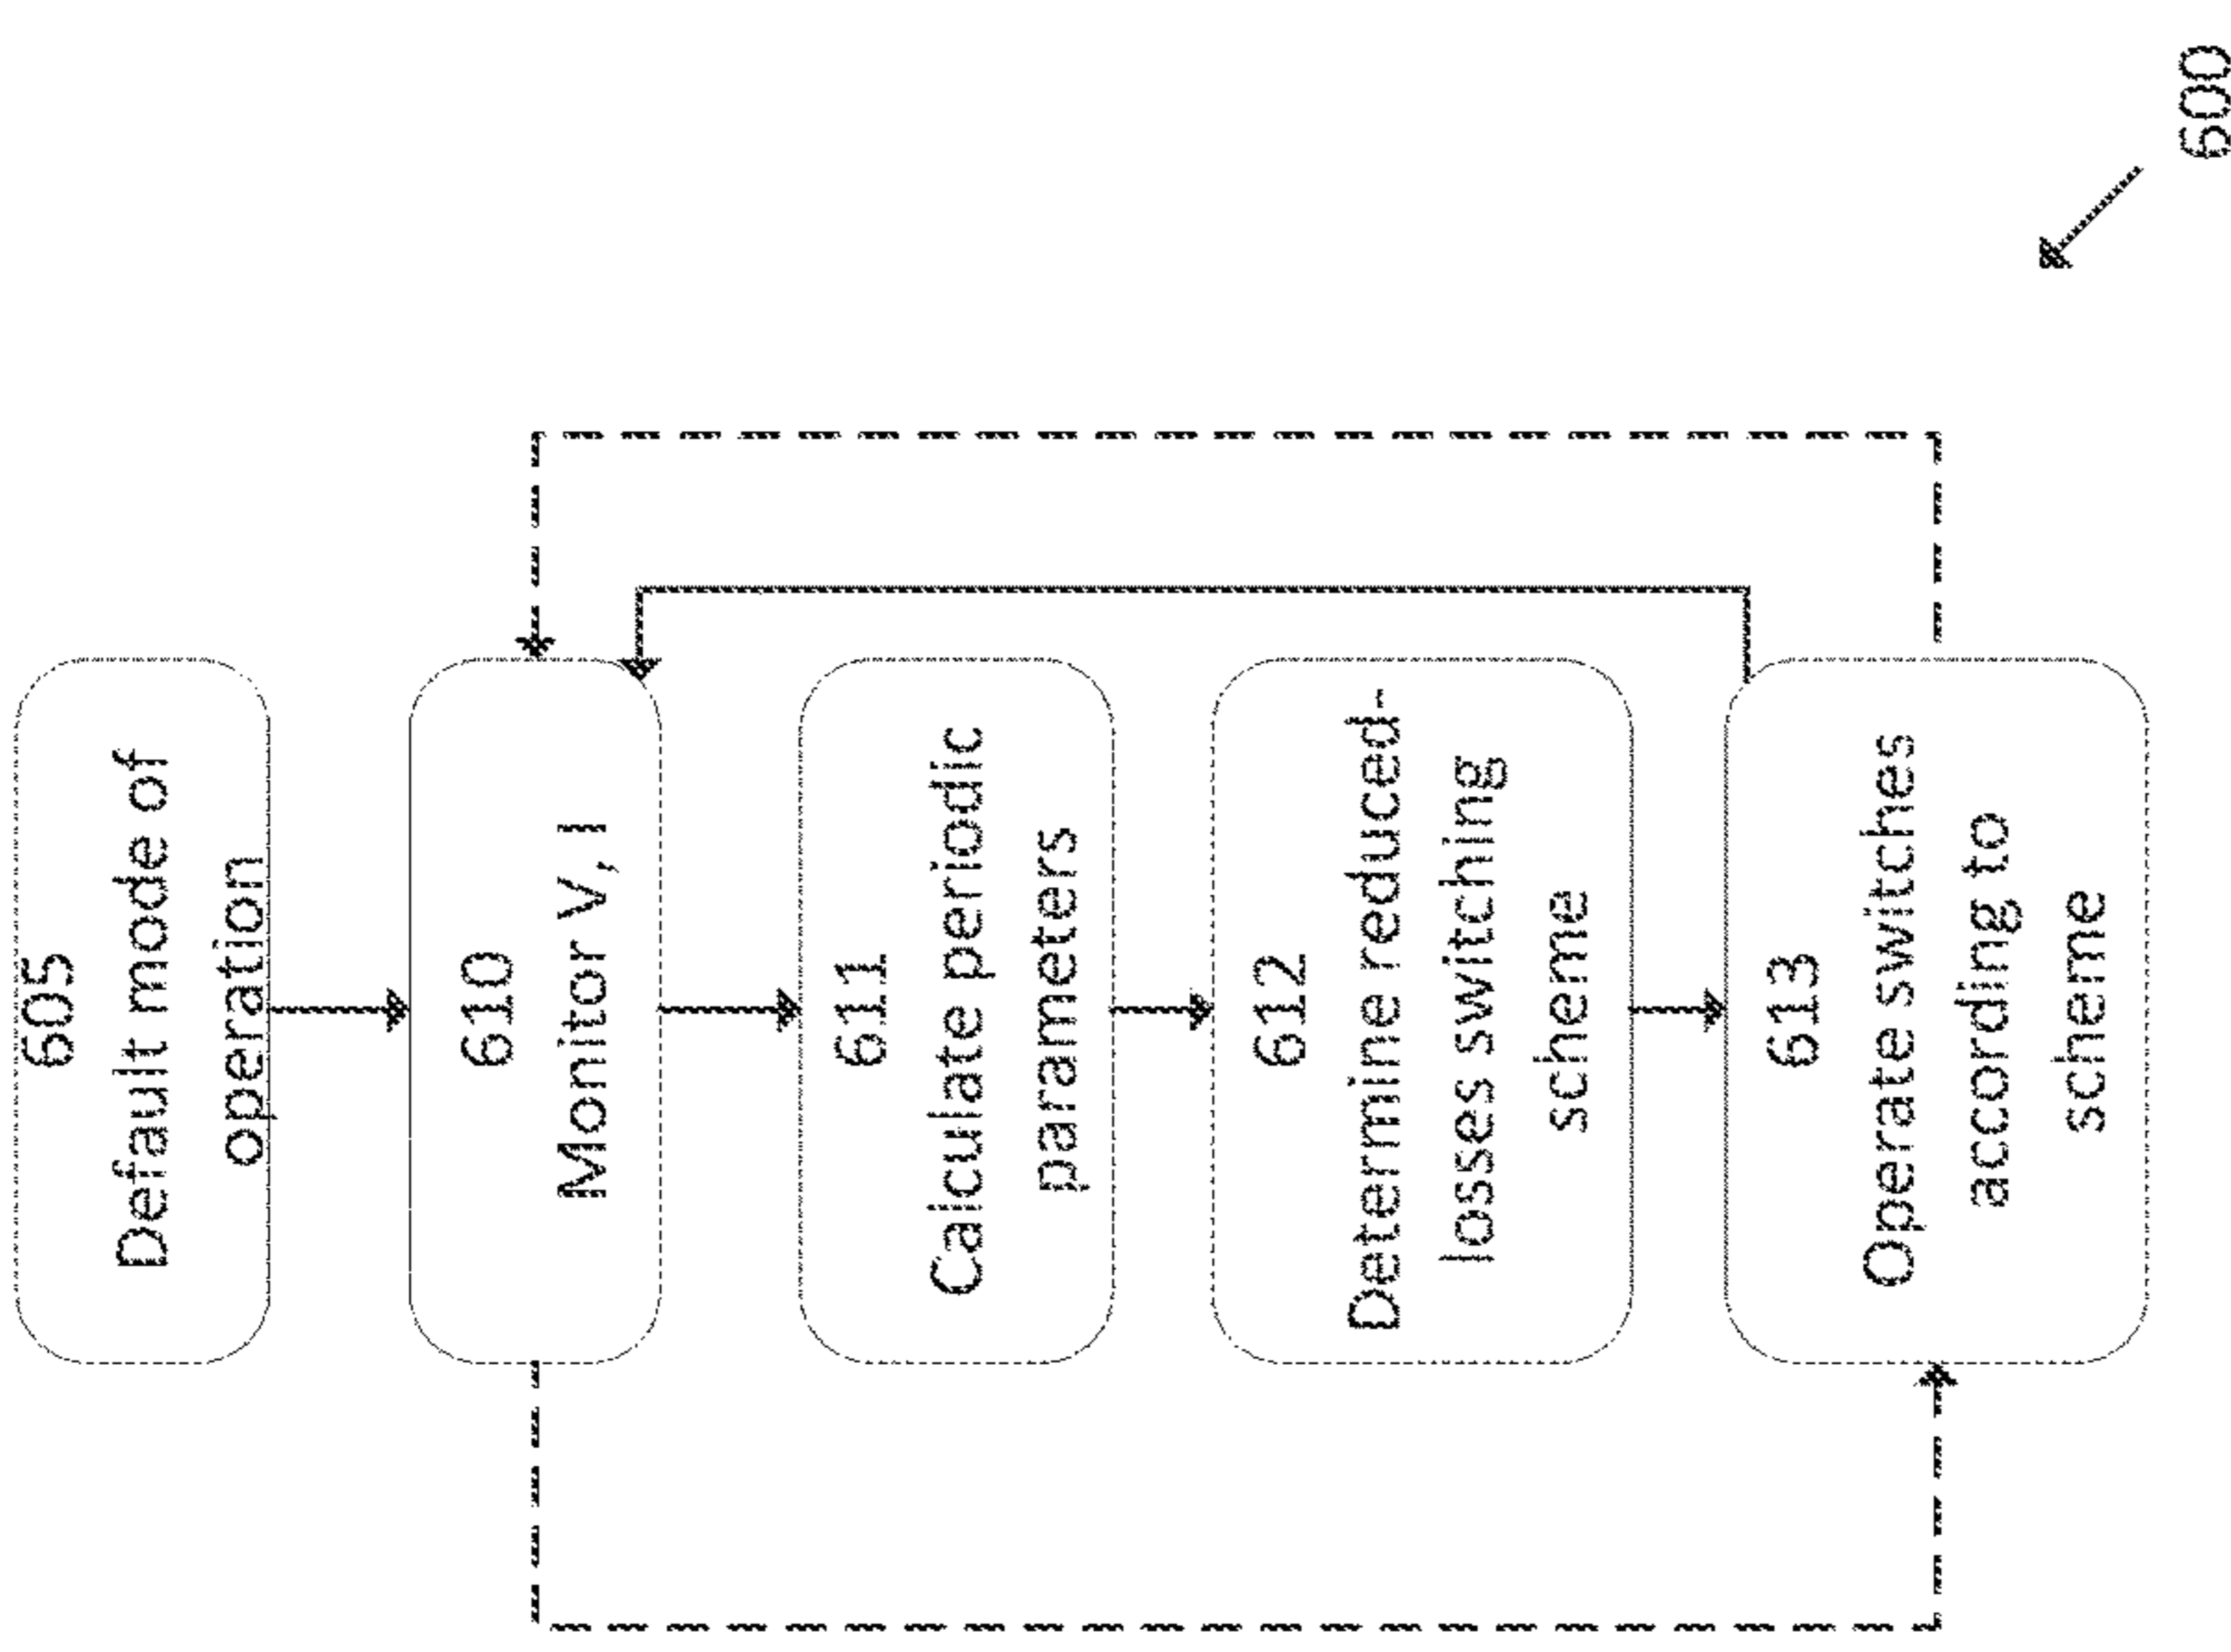 605
Default mode of
operation
610
Monitor V, I
611
Calculate periodic
parameters
612
Determine reduced-
losses switching
scheme
613
Operate switches
according to
scheme
600